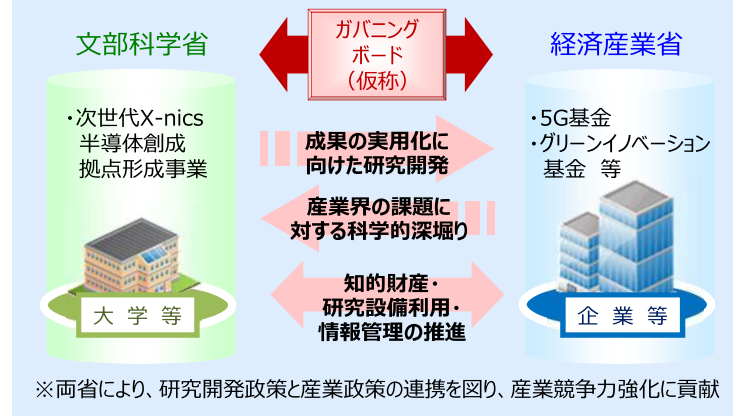 文部科学省
ガバニング
ボード
（仮称）
経済産業省
・次世代X-nics
半導体創成
拠点形成事業
・5G基金
・グリーンイノベーション
基金 等
成果の実用化に
向けた研究開発
産業界の課題に
対する科学的深堀り
知的財産・
研究設備利用・
情報管理の推進
大 学 等
企 業 等
※両省により、研究開発政策と産業政策の連携を図り、産業競争力強化に貢献